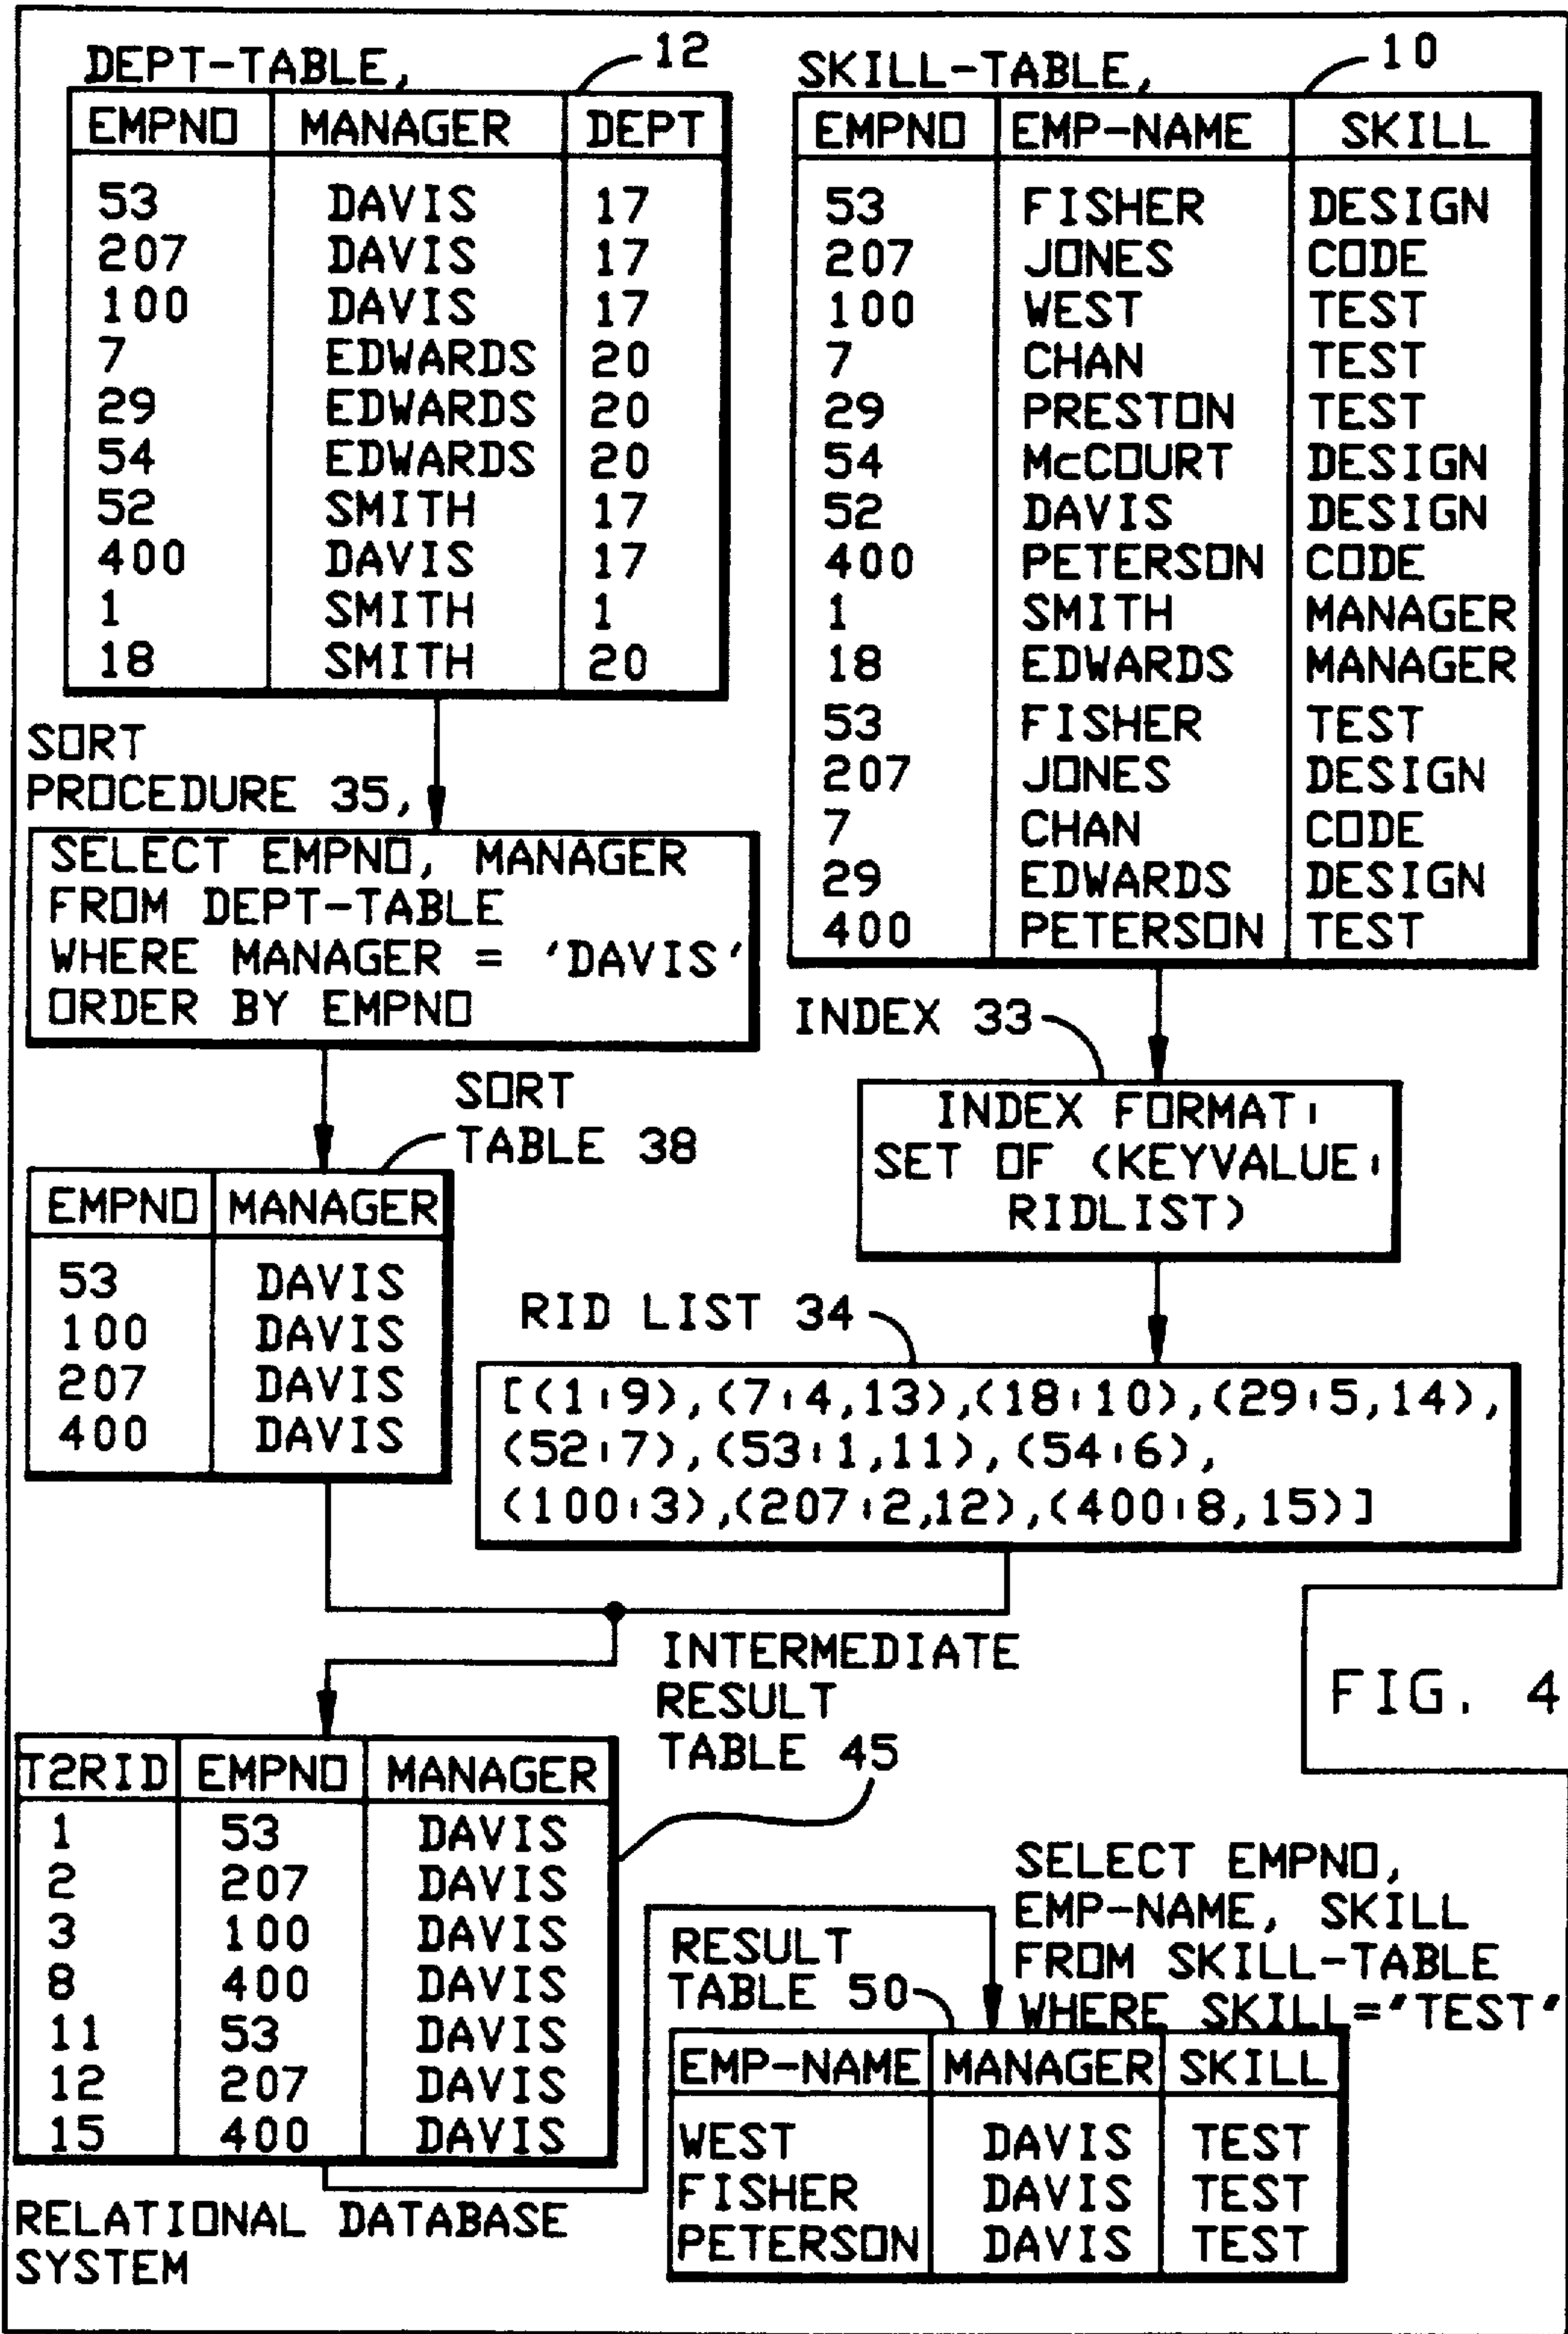 DEPT-TABLE, 12
EMPNO MANAGER DEPT
53 DAVIS 17
207 DAVIS 17
100 DAVIS 17
7 EDWARDS 20
29 EDWARDS 20
54 EDWARDS 20
52 SMITH 17
400 DAVIS 17
1 SMITH 1
18 SMITH 20
SKILL-TABLE, 10
EMPNO EMP-NAME SKILL
53 FISHER DESIGN
207 JONES CODE
100 WEST TEST
7 CHAN TEST
29 PRESTON TEST
54 McCOURT DESIGN
52 DAVIS DESIGN
400 PETERSON CODE
1 SMITH MANAGER
18 EDWARDS MANAGER
53 FISHER TEST
207 JONES DESIGN
7 CHAN CODE
29 EDWARDS DESIGN
400 PETERSON TEST
SORT
PROCEDURE 35,
SELECT EMPNO, MANAGER
FROM DEPT-TABLE
WHERE MANAGER = 'DAVIS'
ORDER BY EMPNO
INDEX 33
INDEX FORMAT:
SET OF (KEYVALUE:
RIDLIST)
SORT
TABLE 38
EMPNO MANAGER
53 DAVIS
100 DAVIS
207 DAVIS
400 DAVIS
RID LIST 34
[(1:9),(7:4,13),(18:10),(29:5,14),
(52:7),(53:1,11),(54:6),
(100:3),(207:2,12),(400:8,15)]
INTERMEDIATE
RESULT
TABLE 45
FIG. 4
T2RID EMPNO MANAGER
1 53 DAVIS
2 207 DAVIS
3 100 DAVIS
8 400 DAVIS
11 53 DAVIS
12 207 DAVIS
15 400 DAVIS
SELECT EMPNO,
EMP-NAME, SKILL
FROM SKILL-TABLE
WHERE SKILL='TEST'
RESULT
TABLE 50
EMP-NAME MANAGER SKILL
WEST DAVIS TEST
FISHER DAVIS TEST
PETERSON DAVIS TEST
RELATIONAL DATABASE
SYSTEM